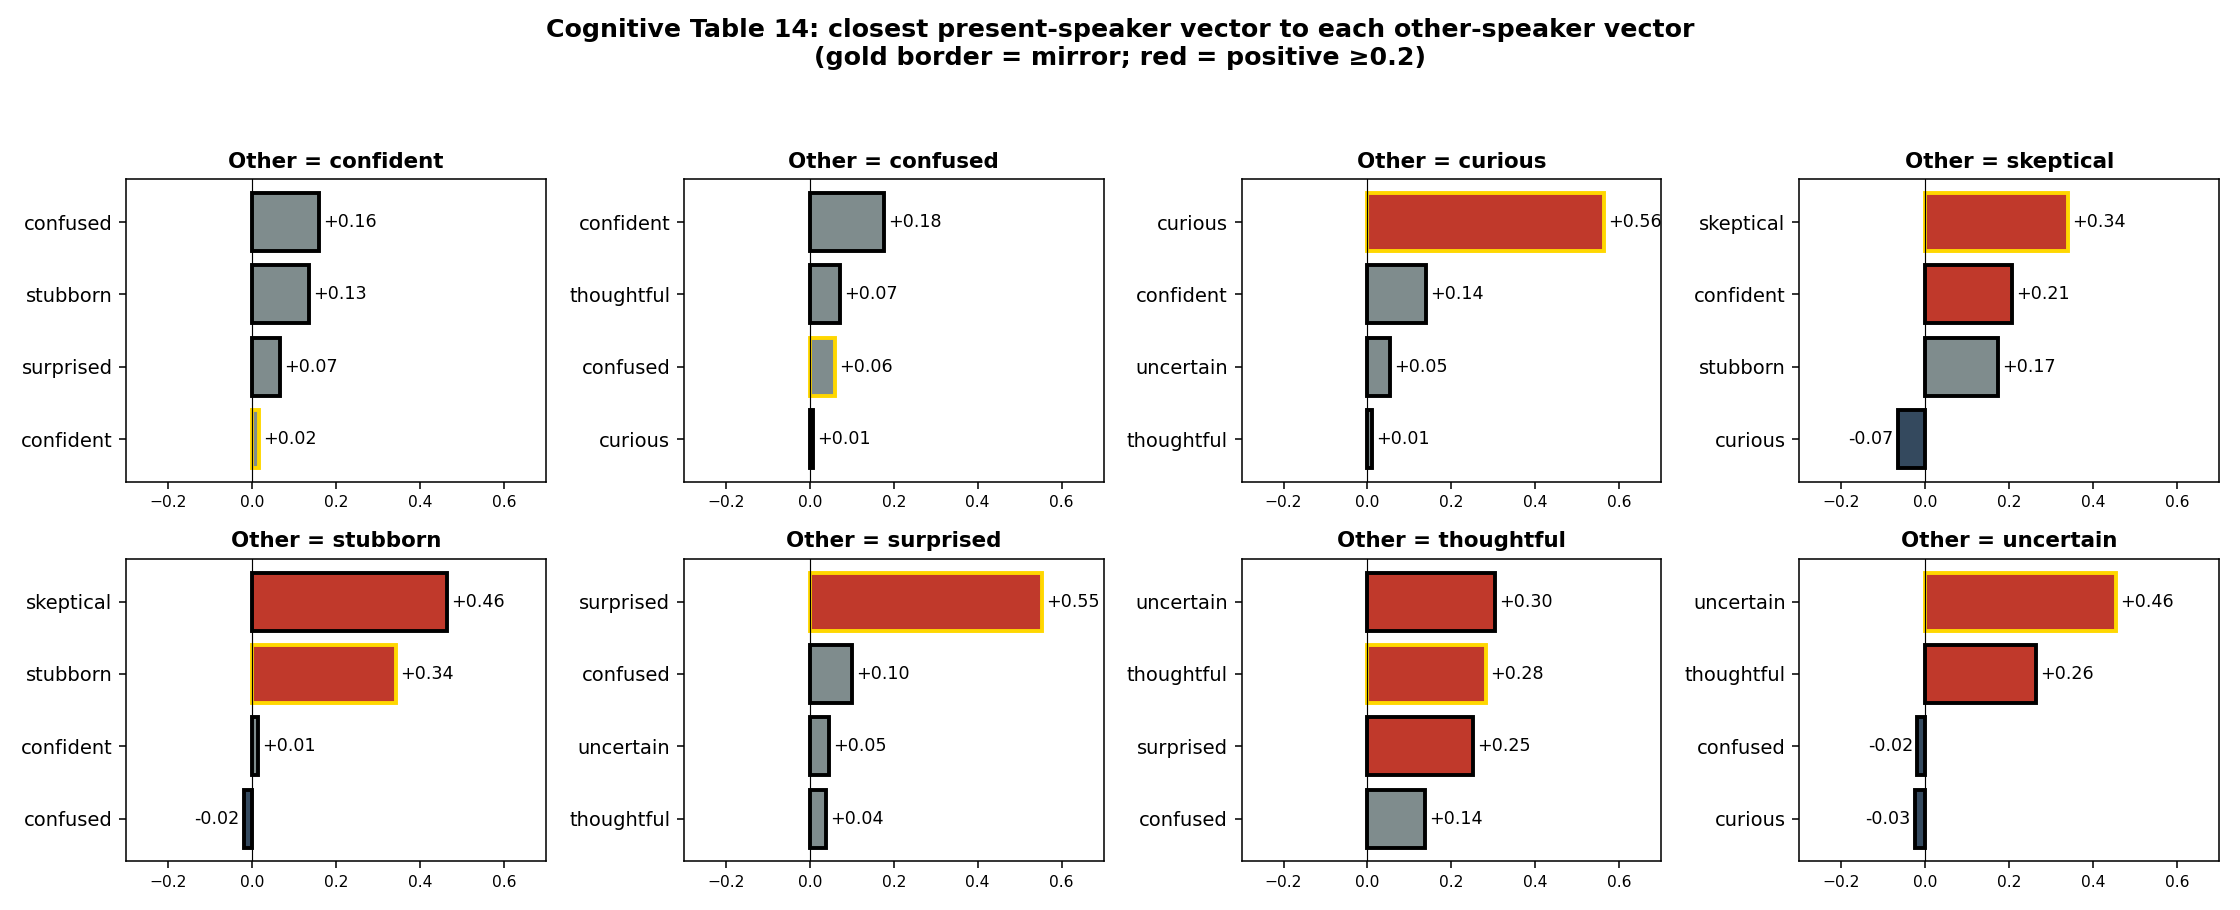 Cognitive Table 14: closest present-speaker vector to each other-speaker vector
(gold border = mirror; red = positive ≥0.2)
Other = confident
confused +0.16
stubborn +0.13
surprised +0.07
confident +0.02
−0.2 0.0 0.2 0.4 0.6
Other = confused
confident +0.18
thoughtful +0.07
confused +0.06
curious +0.01
−0.2 0.0 0.2 0.4 0.6
Other = curious
curious +0.56
confident +0.14
uncertain +0.05
thoughtful +0.01
−0.2 0.0 0.2 0.4 0.6
Other = skeptical
skeptical +0.34
confident +0.21
stubborn +0.17
curious -0.07
−0.2 0.0 0.2 0.4 0.6
Other = stubborn
skeptical +0.46
stubborn +0.34
confident +0.01
confused -0.02
−0.2 0.0 0.2 0.4 0.6
Other = surprised
surprised +0.55
confused +0.10
uncertain +0.05
thoughtful +0.04
−0.2 0.0 0.2 0.4 0.6
Other = thoughtful
uncertain +0.30
thoughtful +0.28
surprised +0.25
confused +0.14
−0.2 0.0 0.2 0.4 0.6
Other = uncertain
uncertain +0.46
thoughtful +0.26
confused -0.02
curious -0.03
−0.2 0.0 0.2 0.4 0.6